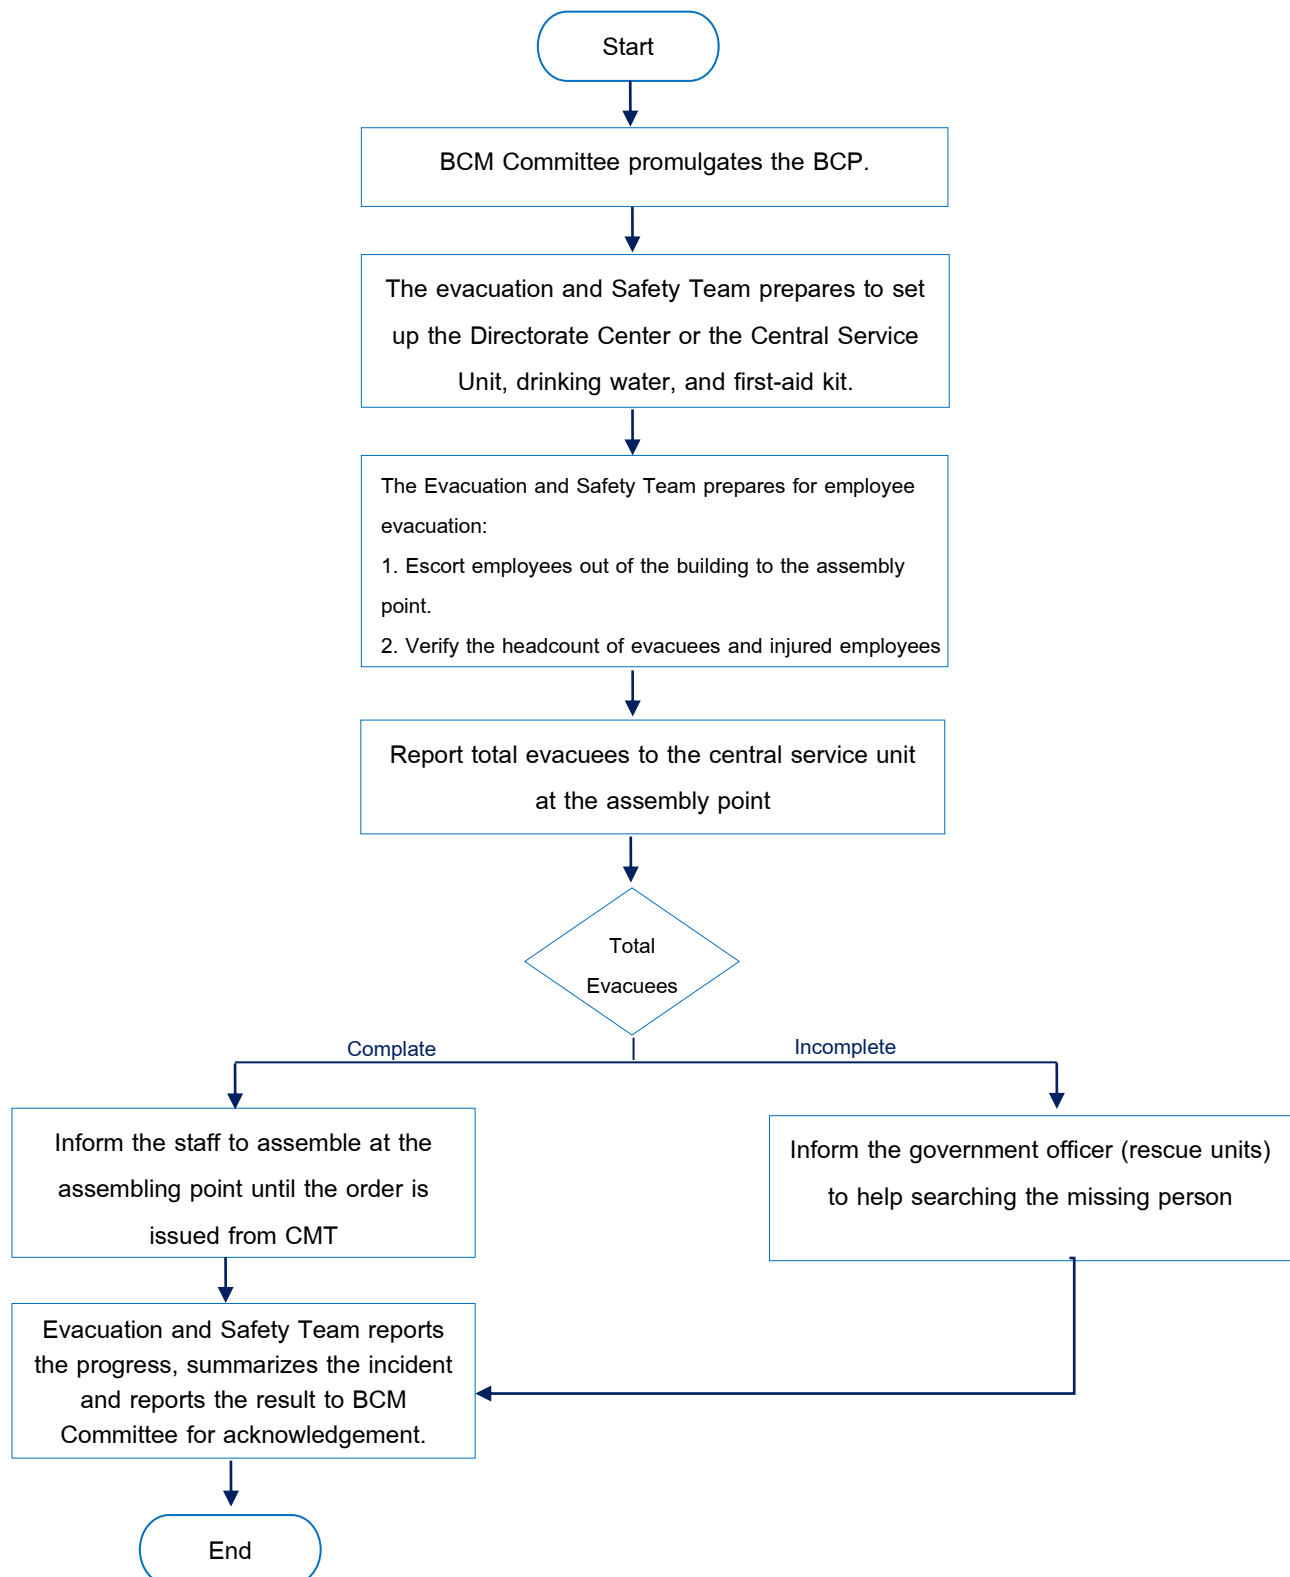 Start
BCM Committee promulgates the BCP.
The evacuation and Safety Team prepares to set
up the Directorate Center or the Central Service
Unit, drinking water, and first-aid kit.
The Evacuation and Safety Team prepares for employee
evacuation:
1. Escort employees out of the building to the assembly
point.
2. Verify the headcount of evacuees and injured employees
Report total evacuees to the central service unit
at the assembly point
Total
Evacuees
Complate
Incomplete
Inform the staff to assemble at the
assembling point until the order is
issued from CMT
Inform the government officer (rescue units)
to help searching the missing person
Evacuation and Safety Team reports
the progress, summarizes the incident
and reports the result to BCM
Committee for acknowledgement.
End